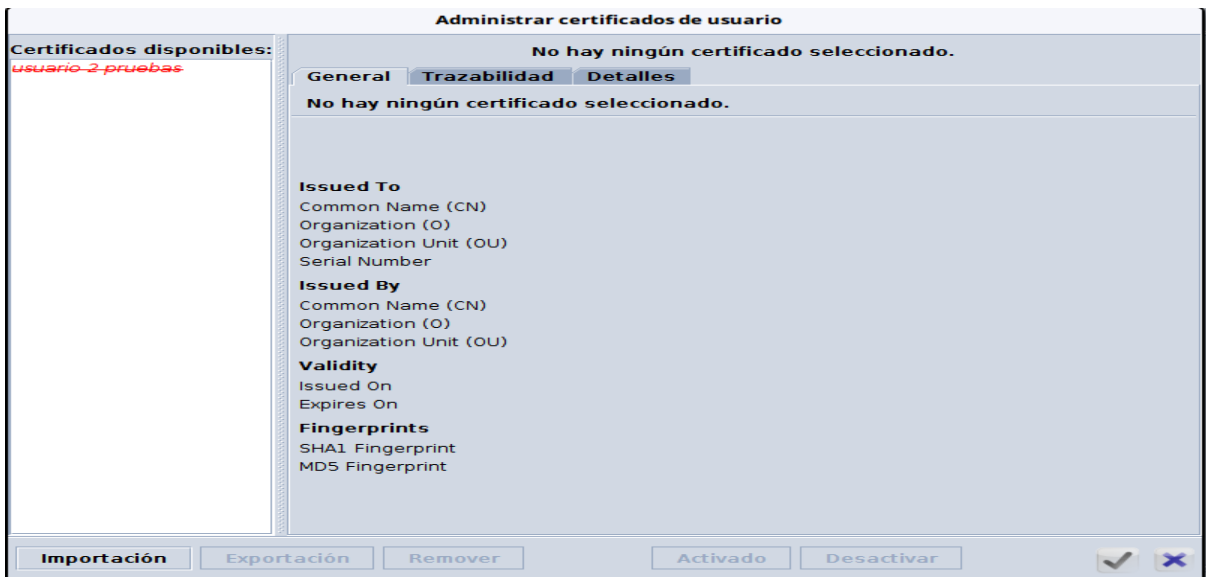 Administrar certificados de usuario
Certificados disponibles:
usuario 2 pruebas
No hay ningún certificado seleccionado.
General Trazabilidad Detalles
No hay ningún certificado seleccionado.
Issued To
Common Name (CN)
Organization (O)
Organization Unit (OU)
Serial Number
Issued By
Common Name (CN)
Organization (O)
Organization Unit (OU)
Validity
Issued On
Expires On
Fingerprints
SHA1 Fingerprint
MD5 Fingerprint
Importación Exportación Remover Activado Desactivar